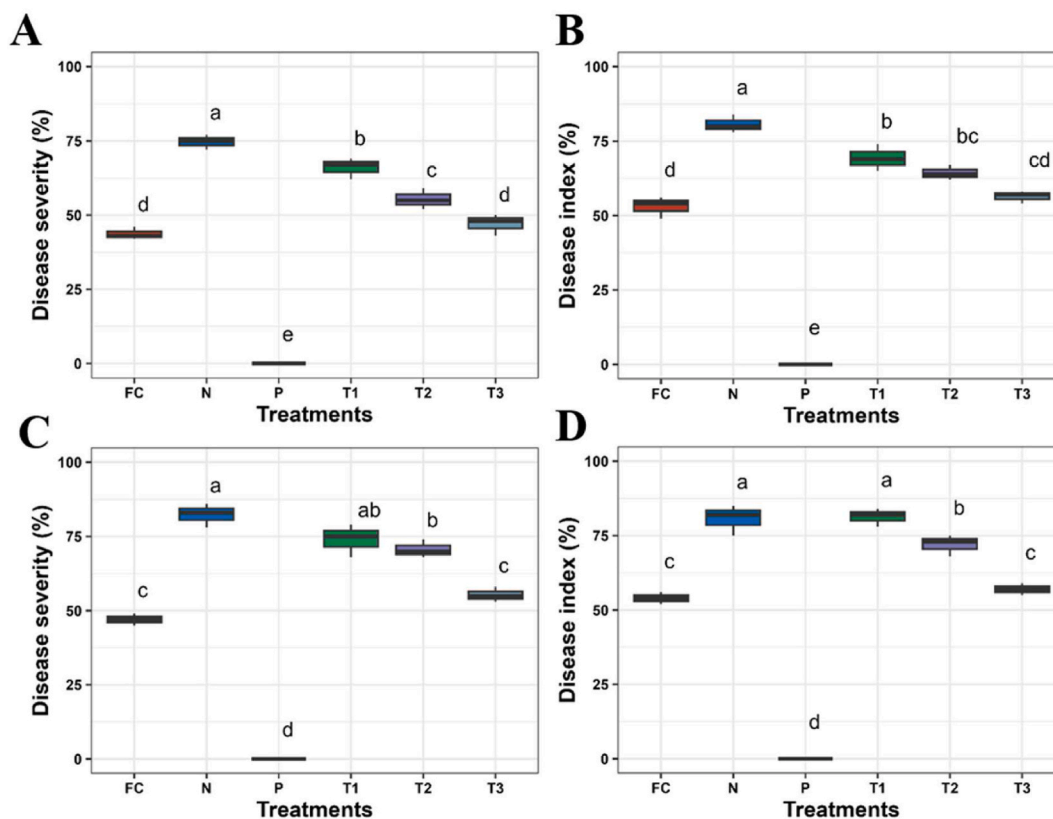 A
Disease severity (%)
100
75
50
25
0
d
a
e
b
c
d
FC N P T1 T2 T3
Treatments
B
Disease index (%)
100
75
50
25
0
d
a
e
b
bc
cd
FC N P T1 T2 T3
Treatments
C
Disease severity (%)
100
75
50
25
0
c
a
d
ab
b
c
FC N P T1 T2 T3
Treatments
D
Disease index (%)
100
75
50
25
0
c
a
d
a
b
c
FC N P T1 T2 T3
Treatments